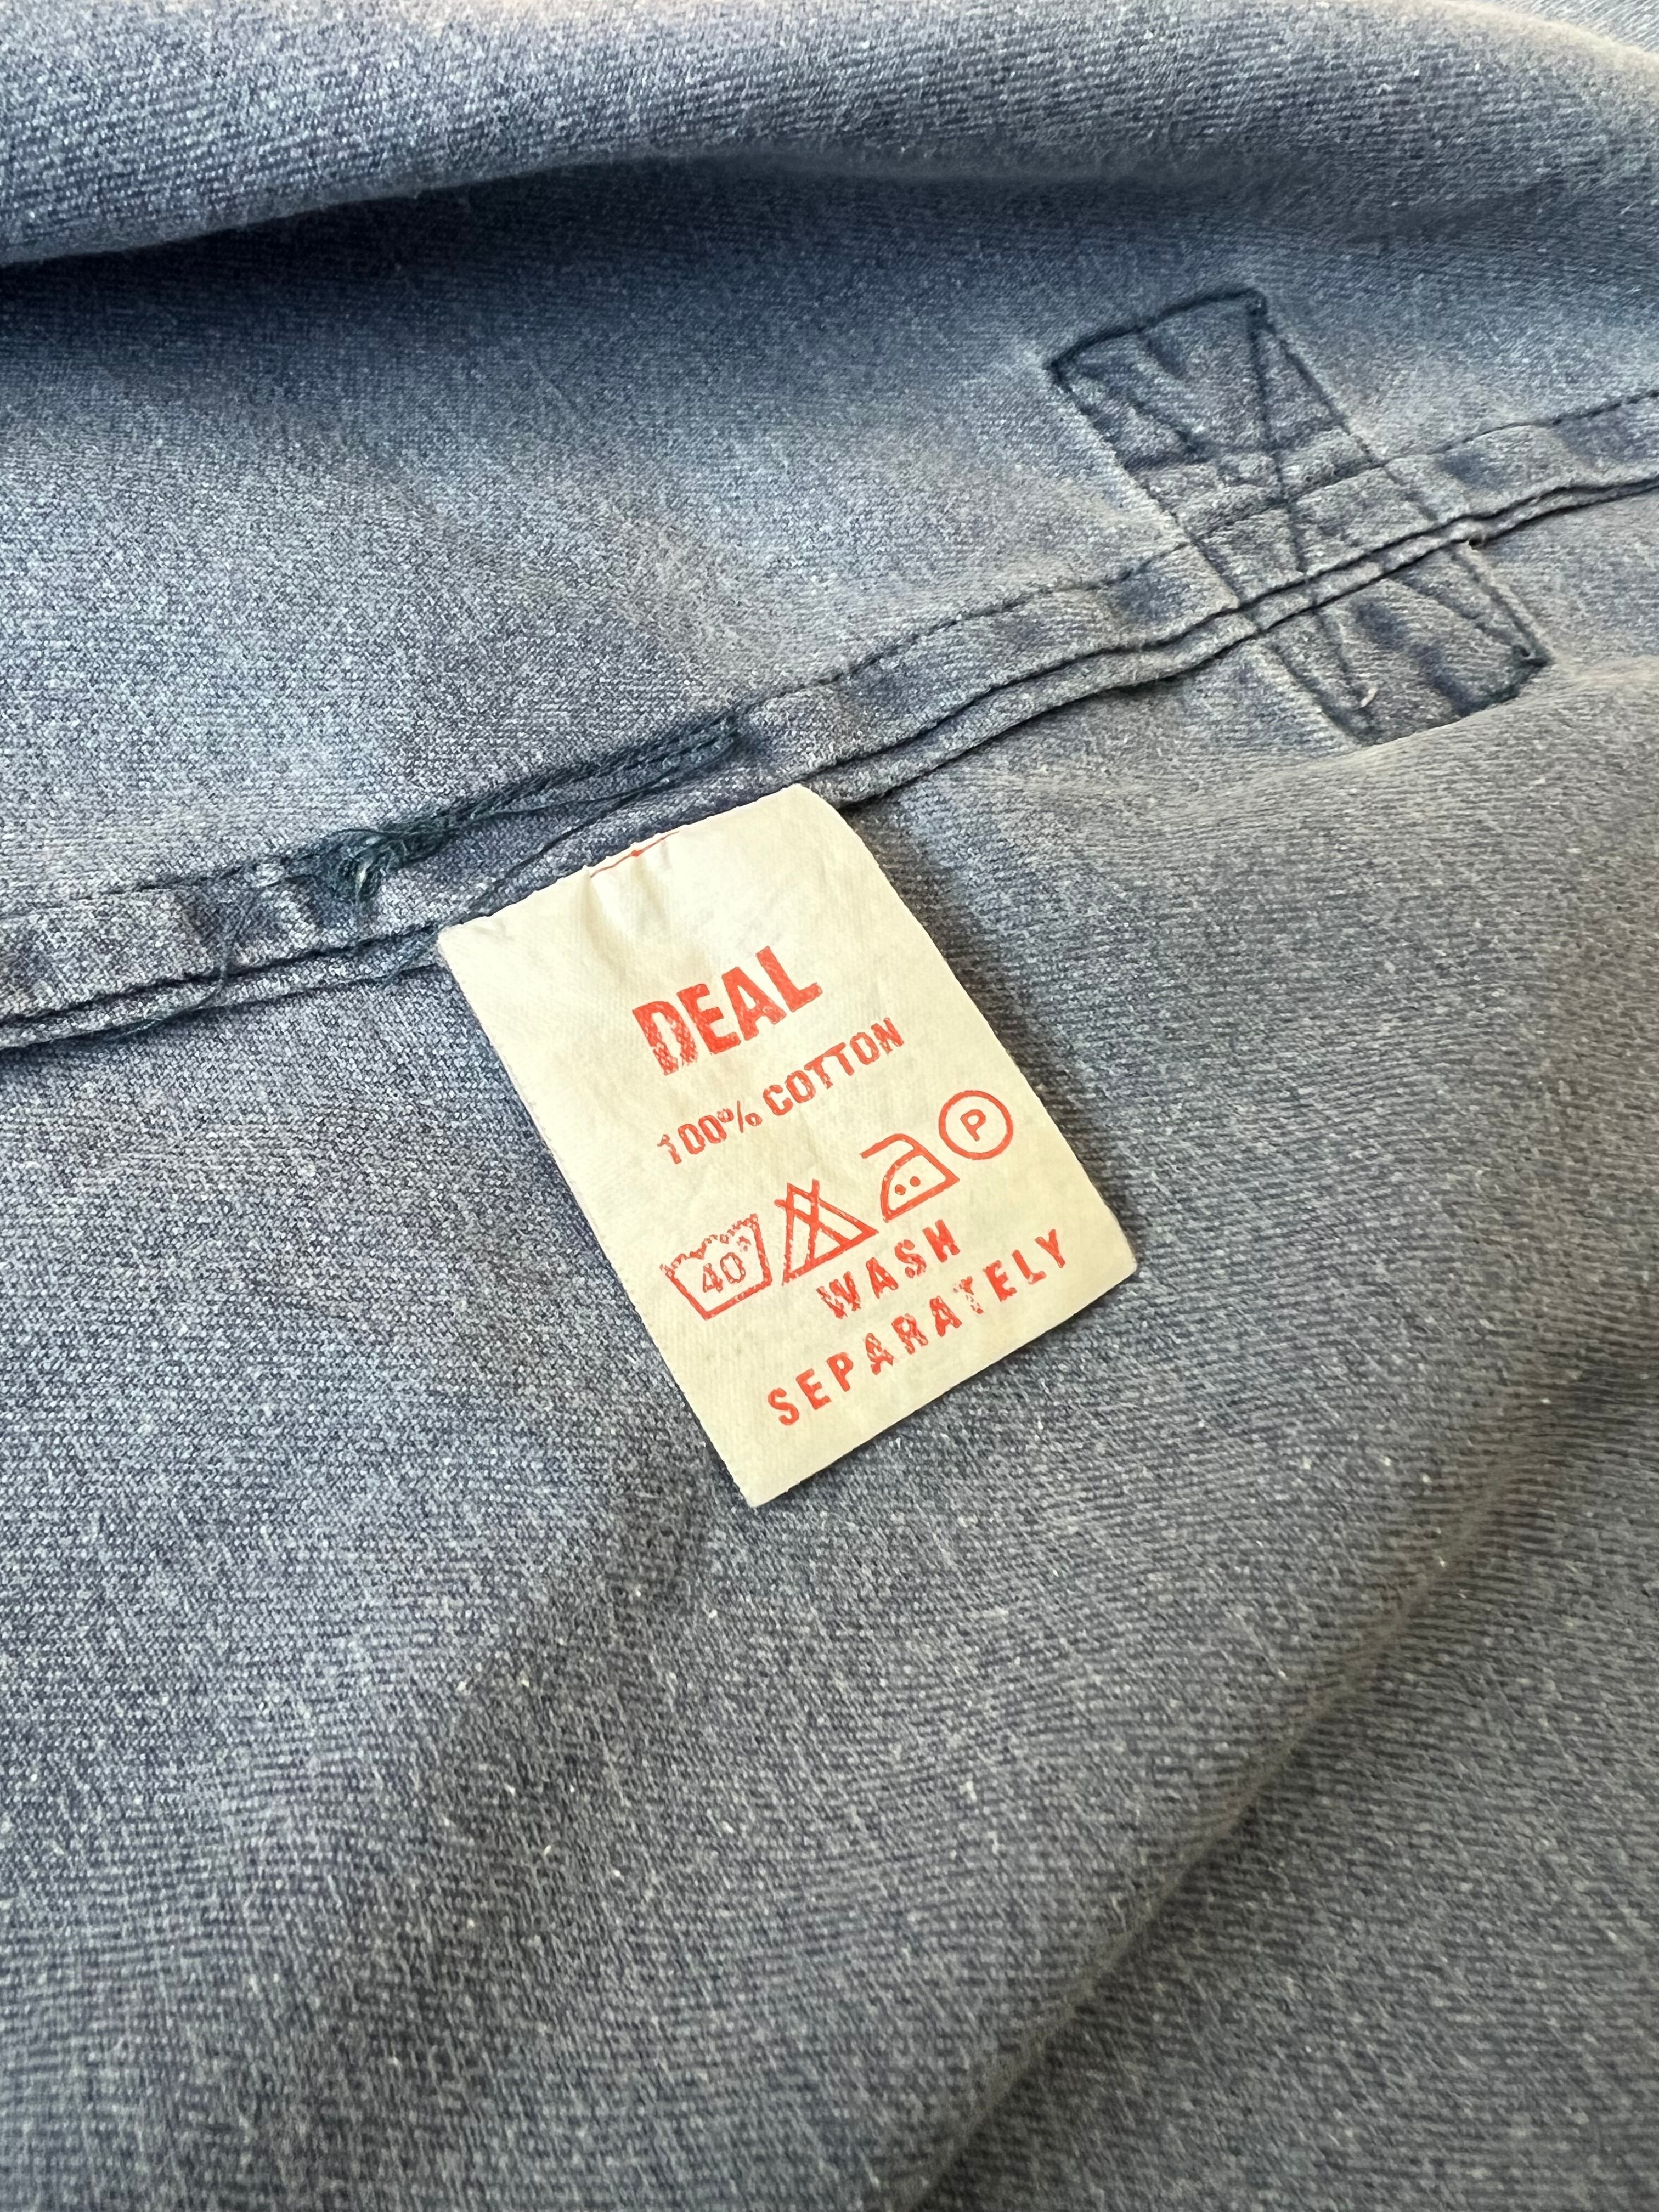 DEAL
100% COTTON
40° P
WASH
SEPARATELY